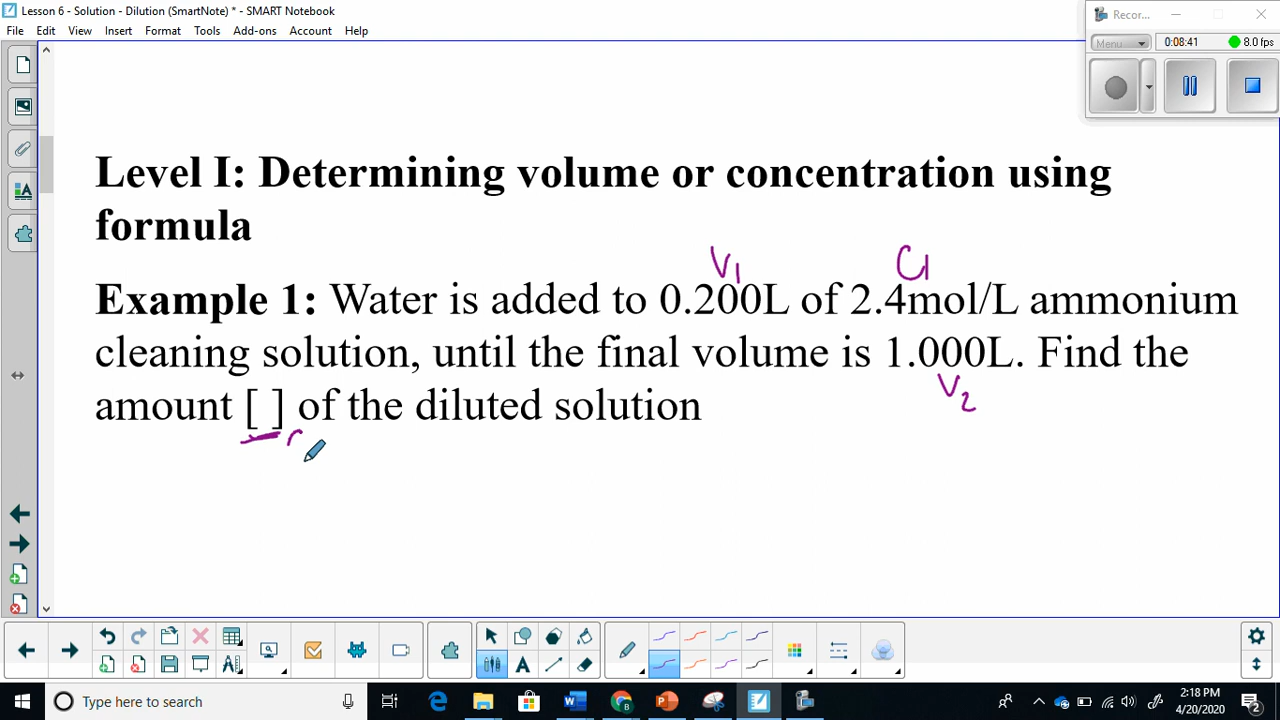 Lesson 6 - Solution - Dilution (SmartNote) * - SMART Notebook
Recor...
File Edit View Insert Format Tools Add-ons Account Help
Menu 0:08:41 8.0 fps
Level I: Determining volume or concentration using
formula
V1 C1
Example 1: Water is added to 0.200L of 2.4mol/L ammonium
cleaning solution, until the final volume is 1.000L. Find the
V2
amount [ ] of the diluted solution
Type here to search
2:18 PM
4/20/2020
2